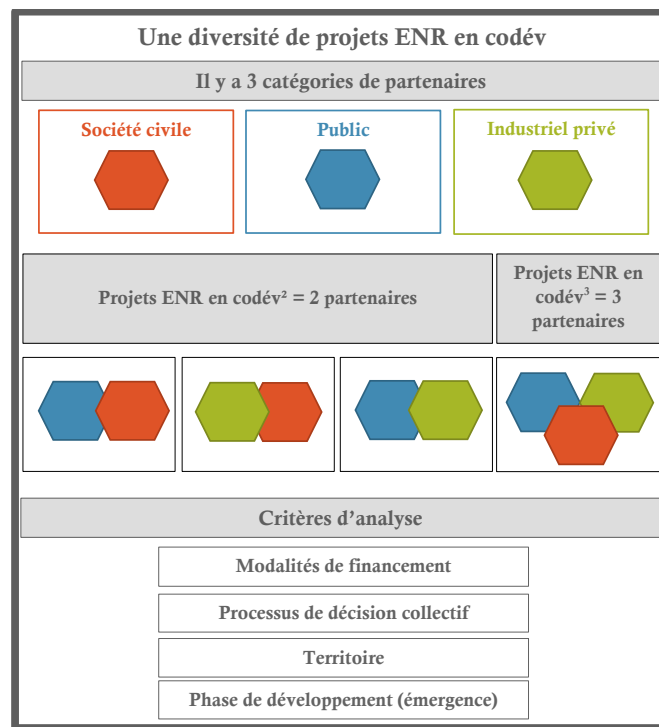 Une diversité de projets ENR en codév
Il y a 3 catégories de partenaires
Société civile
Public
Industriel privé
Projets ENR en codév² = 2 partenaires
Projets ENR en
codév³ = 3
partenaires
Critères d'analyse
Modalités de financement
Processus de décision collectif
Territoire
Phase de développement (émergence)